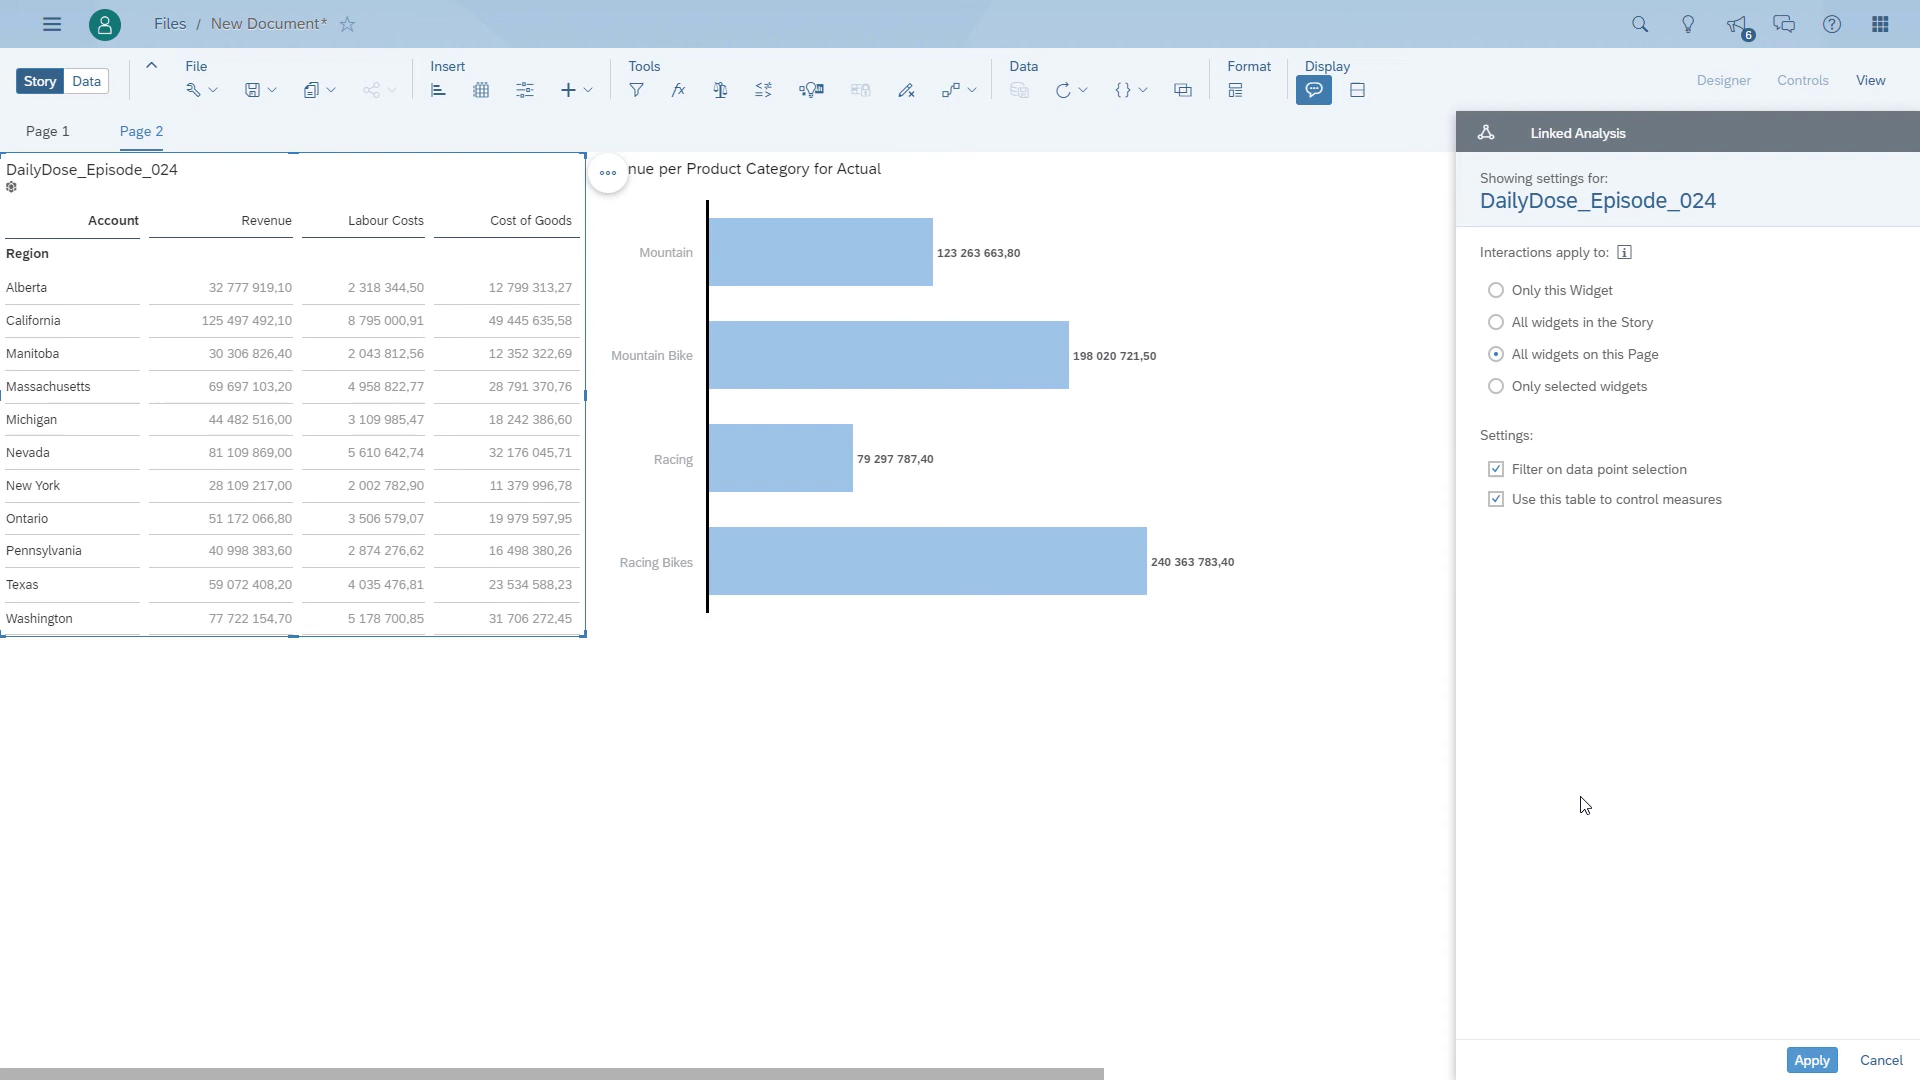 Files / New Document*
6
Story Data
File
Insert
Tools
Data
Format
Display
Designer Controls View
Page 1 Page 2
DailyDose_Episode_024
Account Revenue Labour Costs Cost of Goods
Region
Alberta 32 777 919,10 2 318 344,50 12 799 313,27
California 125 497 492,10 8 795 000,91 49 445 635,58
Manitoba 30 306 826,40 2 043 812,56 12 352 322,69
Massachusetts 69 697 103,20 4 958 822,77 28 791 370,76
Michigan 44 482 516,00 3 109 985,47 18 242 386,60
Nevada 81 109 869,00 5 610 642,74 32 176 045,71
New York 28 109 217,00 2 002 782,90 11 379 996,78
Ontario 51 172 066,80 3 506 579,07 19 979 597,95
Pennsylvania 40 998 383,60 2 874 276,62 16 498 380,26
Texas 59 072 408,20 4 035 476,81 23 534 588,23
Washington 77 722 154,70 5 178 700,85 31 706 272,45
nue per Product Category for Actual
Mountain 123 263 663,80
Mountain Bike 198 020 721,50
Racing 79 297 787,40
Racing Bikes 240 363 783,40
Linked Analysis
Showing settings for:
DailyDose_Episode_024
Interactions apply to:
Only this Widget
All widgets in the Story
All widgets on this Page
Only selected widgets
Settings:
Filter on data point selection
Use this table to control measures
Apply Cancel